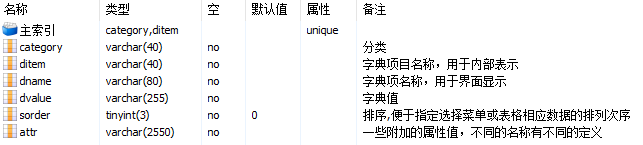 名称 类型 空 默认值 属性 备注
主索引 category,ditem unique
category varchar(40) no 分类
ditem varchar(40) no 字典项目名称，用于内部表示
dname varchar(80) no 字典项名称，用于界面显示
dvalue varchar(255) no 字典值
sorder tinyint(3) no 0 排序,便于指定选择菜单或表格相应数据的排列次序
attr varchar(2550) no 一些附加的属性值，不同的名称有不同的定义